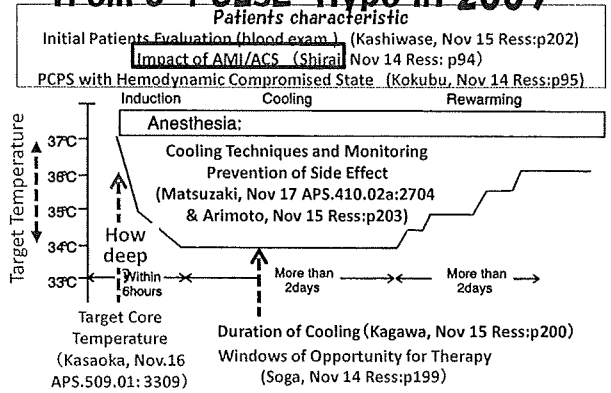 Patients characteristic
Initial Patients Evaluation (blood exam.) (Kashiwase, Nov 15 Ress:p202)
Impact of AMI/ACS (Shirai, Nov 14 Ress: p94)
PCPS with Hemodynamic Compromised State (Kokubu, Nov 14 Ress:p95)
Induction Cooling Rewarming
Anesthesia:
Target Temperature
37°C
36°C
35°C
34°C
33°C
Cooling Techniques and Monitoring
Prevention of Side Effect
(Matsuzaki, Nov 17 APS.410.02a:2704
& Arimoto, Nov 15 Ress:p203)
How
deep
?
Within
6hours
More than
2days
More than
2days
Target Core
Temperature
(Kasaoka, Nov.16
APS.509.01: 3309)
Duration of Cooling (Kagawa, Nov 15 Ress:p200)
Windows of Opportunity for Therapy
(Soga, Nov 14 Ress:p199)